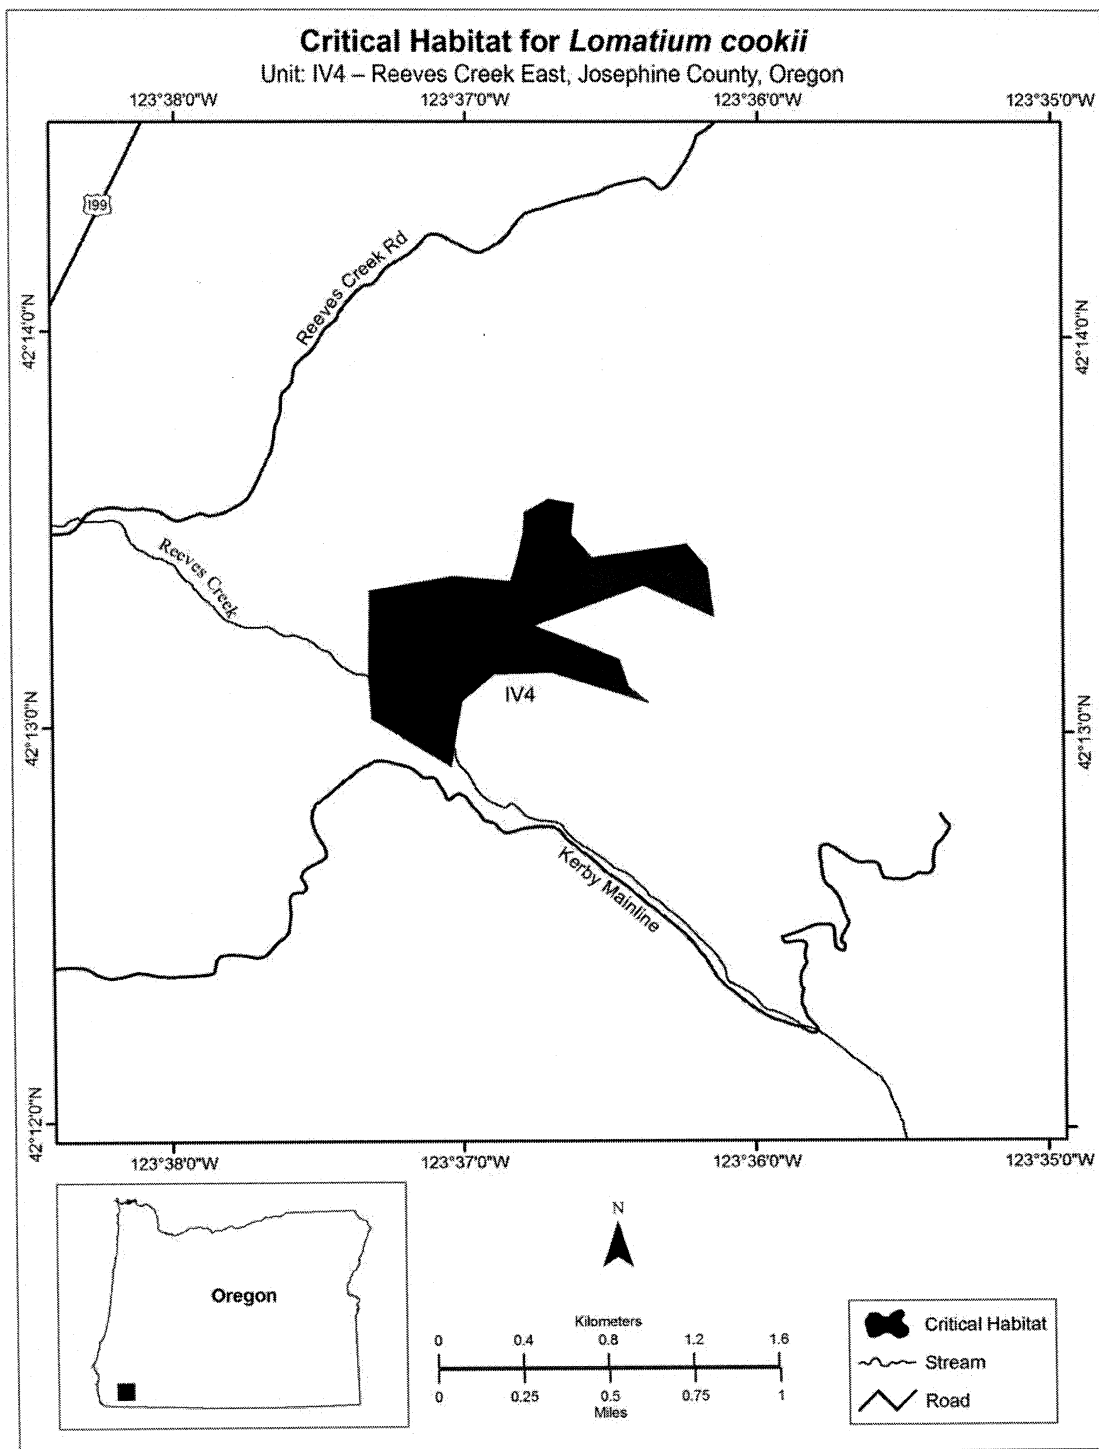 Critical Habitat for Lomatium cookii
Unit: IV4 – Reeves Creek East, Josephine County, Oregon
123°38'0"W 123°37'0"W 123°36'0"W 123°35'0"W
199
Reeves Creek Rd
42°14'0"N 42°14'0"N
Reeves Creek
IV4
42°13'0"N 42°13'0"N
Kerby Mainline
42°12'0"N
123°38'0"W 123°37'0"W 123°36'0"W 123°35'0"W
N
Oregon
Kilometers
0 0.4 0.8 1.2 1.6
0 0.25 0.5 0.75 1
Miles
Critical Habitat
Stream
Road